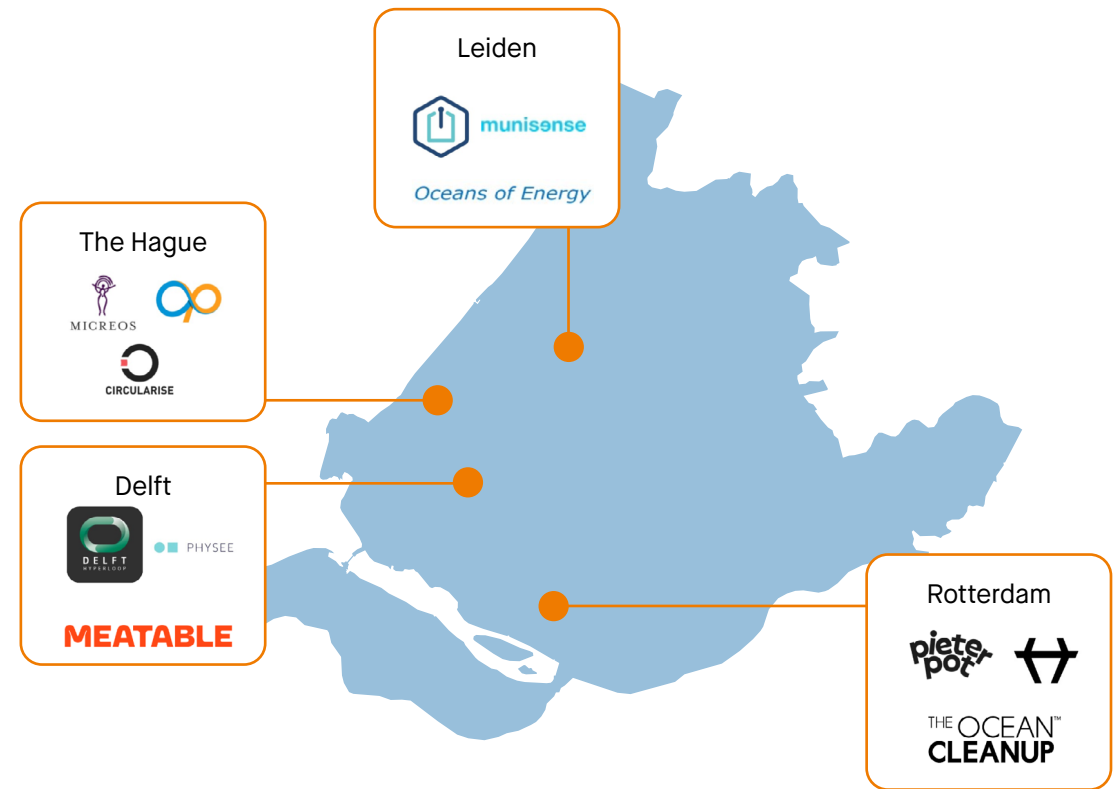 Leiden
munisense
Oceans of Energy
The Hague
MICREOS
CIRCULARISE
Delft
DELFT
HYPERLOOP
PHYSEE
MEATABLE
Rotterdam
pieter
pot
THE OCEAN™
CLEANUP